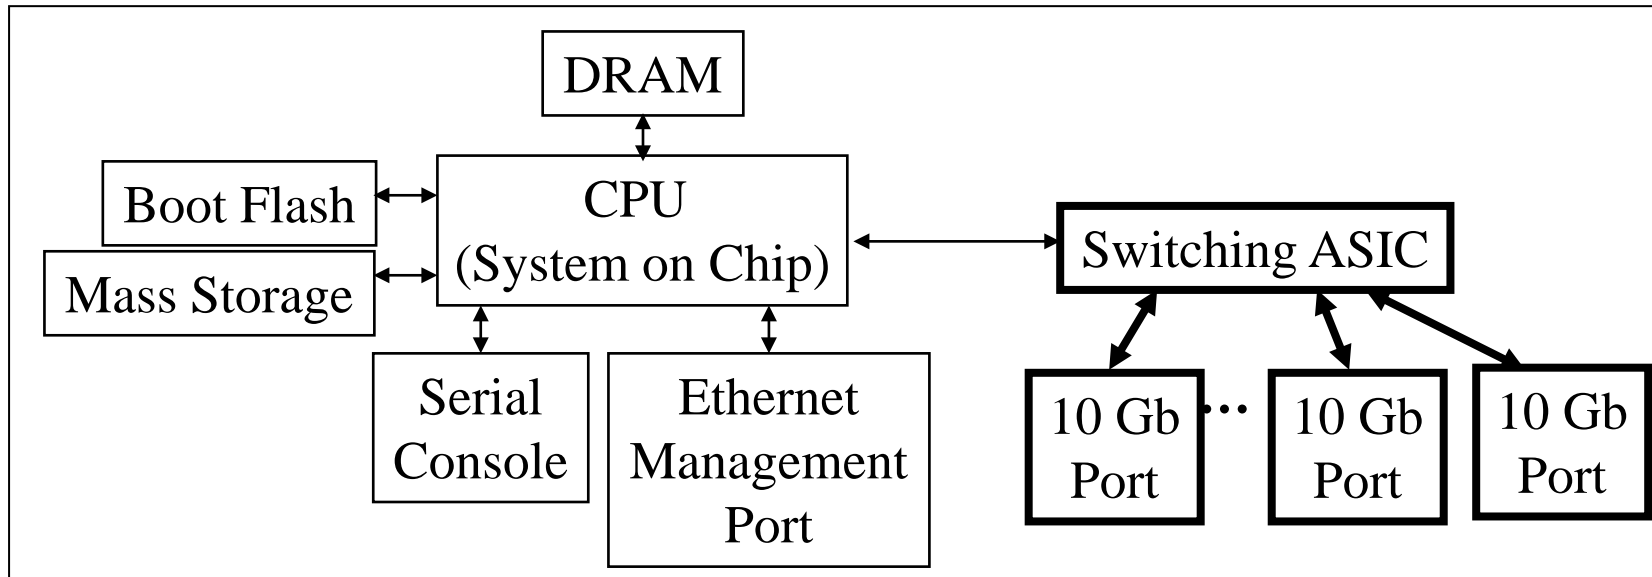 DRAM
Boot Flash
CPU
(System on Chip)
Mass Storage
Switching ASIC
Serial
Console
Ethernet
Management
Port
10 Gb
Port
...
10 Gb
Port
10 Gb
Port